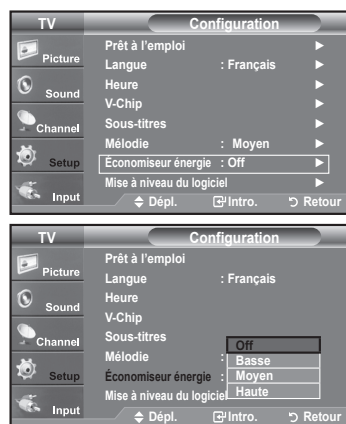 TV Configuration
Picture
Sound
Channel
Setup
Input
Prêt à l'emploi ►
Langue : Français ►
Heure ►
V-Chip ►
Sous-titres ►
Mélodie : Moyen ►
Économiseur énergie : Off ►
Mise à niveau du logiciel ►
Dépl. Intro. Retour
TV Configuration
Picture
Sound
Channel
Setup
Input
Prêt à l'emploi
Langue : Français
Heure
V-Chip
Sous-titres
Mélodie :
Économiseur énergie :
Mise à niveau du logiciel
Off
Basse
Moyen
Haute
Dépl. Intro. Retour